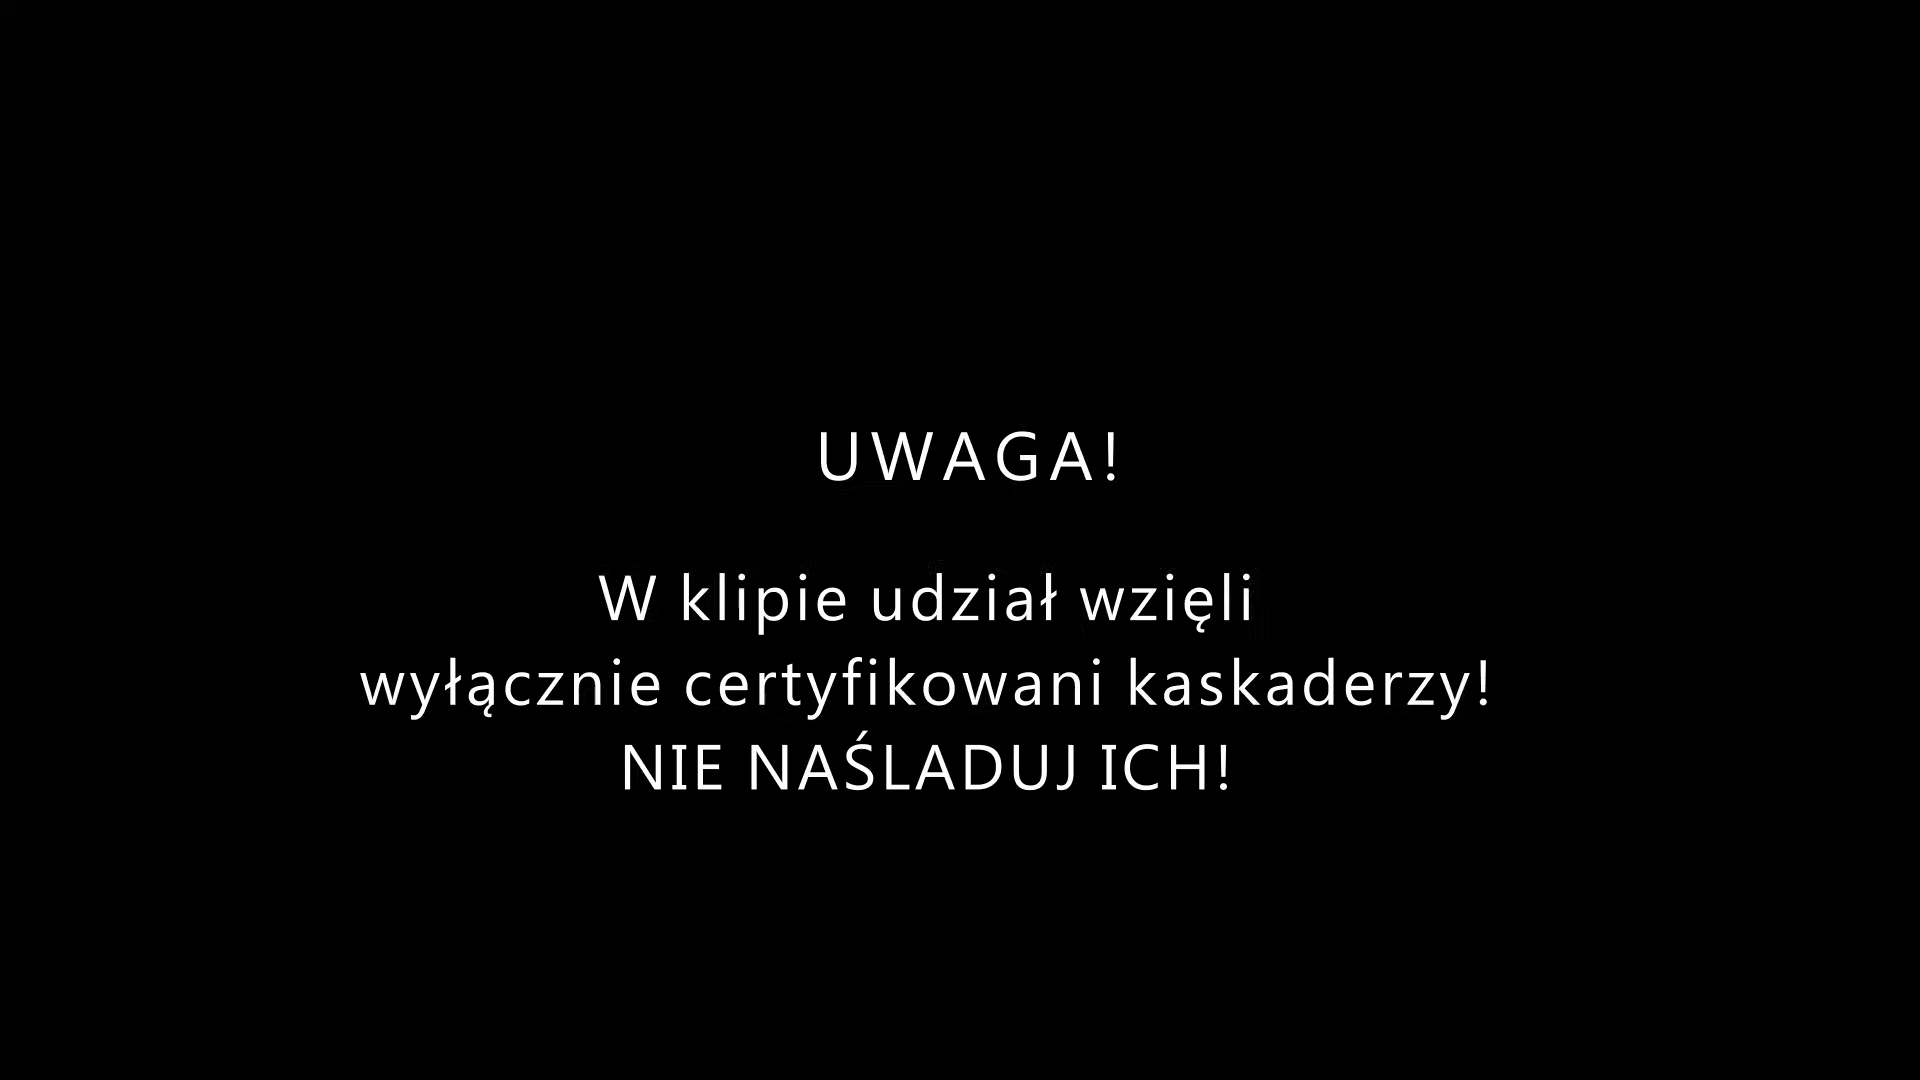 UWAGA!
W klipie udział wzięli
wyłącznie certyfikowani kaskaderzy!
NIE NAŚLADUJ ICH!